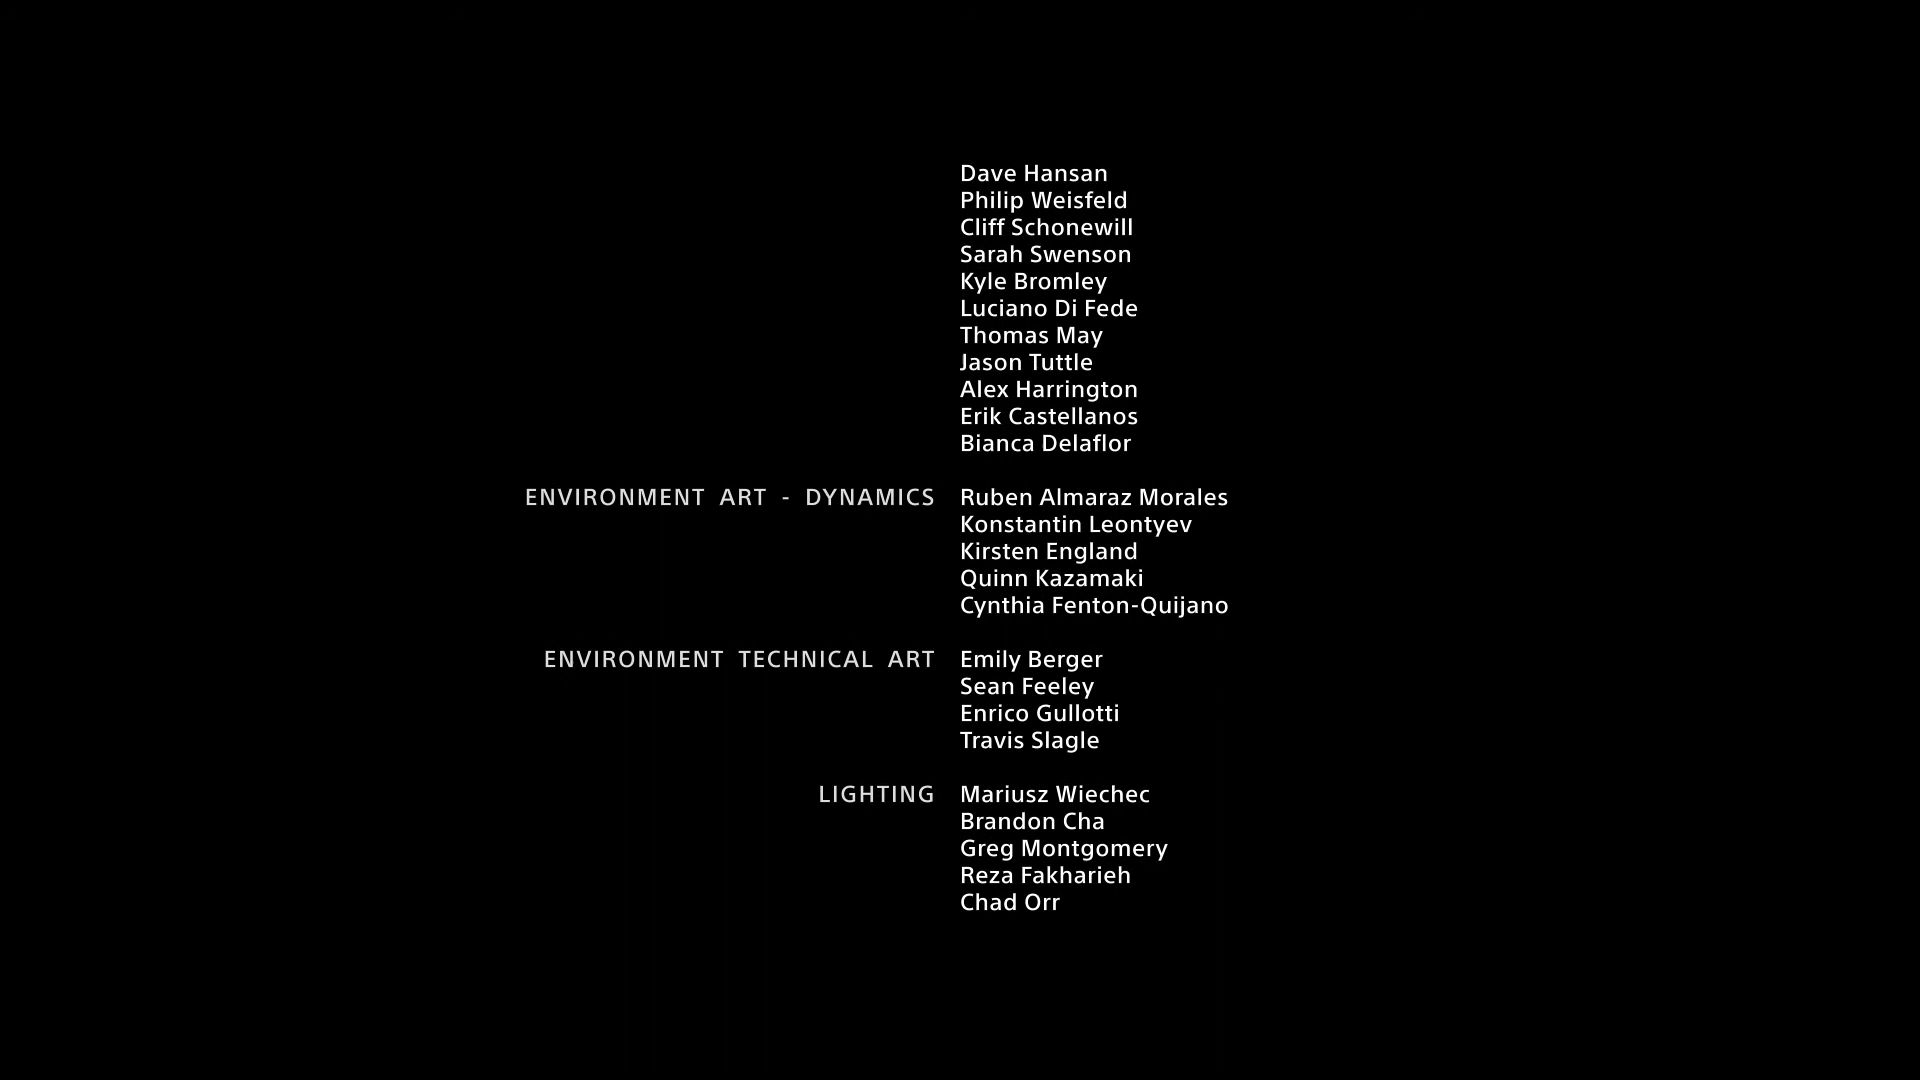 Dave Hansan
Philip Weisfeld
Cliff Schonewill
Sarah Swenson
Kyle Bromley
Luciano Di Fede
Thomas May
Jason Tuttle
Alex Harrington
Erik Castellanos
Bianca Delaflor
ENVIRONMENT ART - DYNAMICS Ruben Almaraz Morales
Konstantin Leontyev
Kirsten England
Quinn Kazamaki
Cynthia Fenton-Quijano
ENVIRONMENT TECHNICAL ART Emily Berger
Sean Feeley
Enrico Gullotti
Travis Slagle
LIGHTING Mariusz Wiechec
Brandon Cha
Greg Montgomery
Reza Fakharieh
Chad Orr